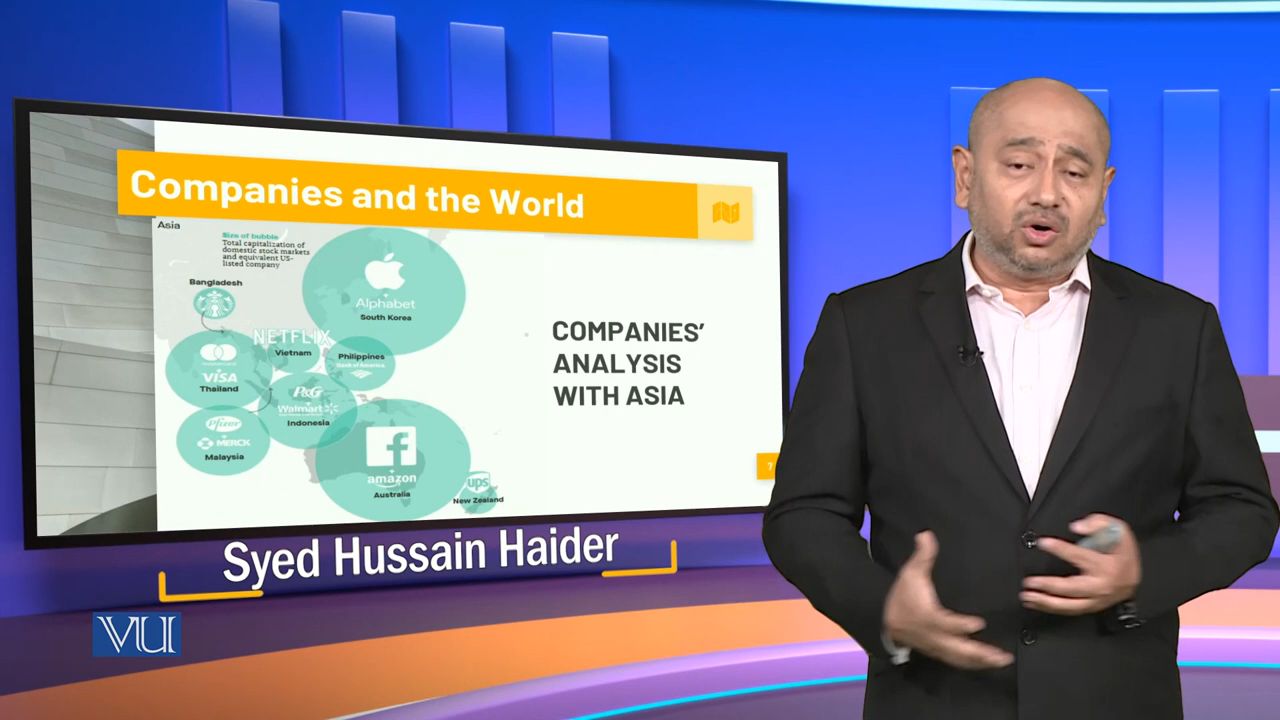 Companies and the World
Asia
Size of bubble
Total capitalization of
domestic stock markets
and equivalent US-
listed company
Bangladesh
Alphabet
South Korea
NETFLIX
Vietnam
Philippines
Bank of America
VISA
Thailand
P&G
Walmart
Indonesia
Pfizer
MERCK
Malaysia
amazon
Australia
ups
New Zealand
COMPANIES'
ANALYSIS
WITH ASIA
7
Syed Hussain Haider
VU